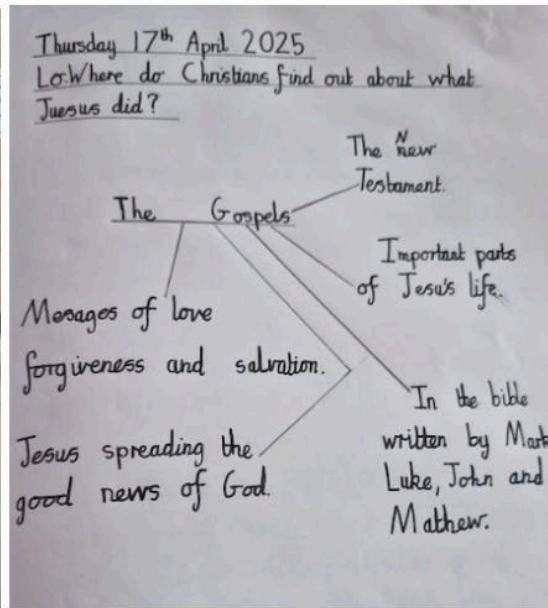 Thursday 17th April 2025
Lo:Where do Christians find out about what
Juesus did?
The New
Testament.
The Gospels
Important parts
of Jesu's life.
Mesages of love
forgiveness and salvation.
In the bible
written by Mark
Luke, John and
Mathew.
Jesus spreading the
good news of God.